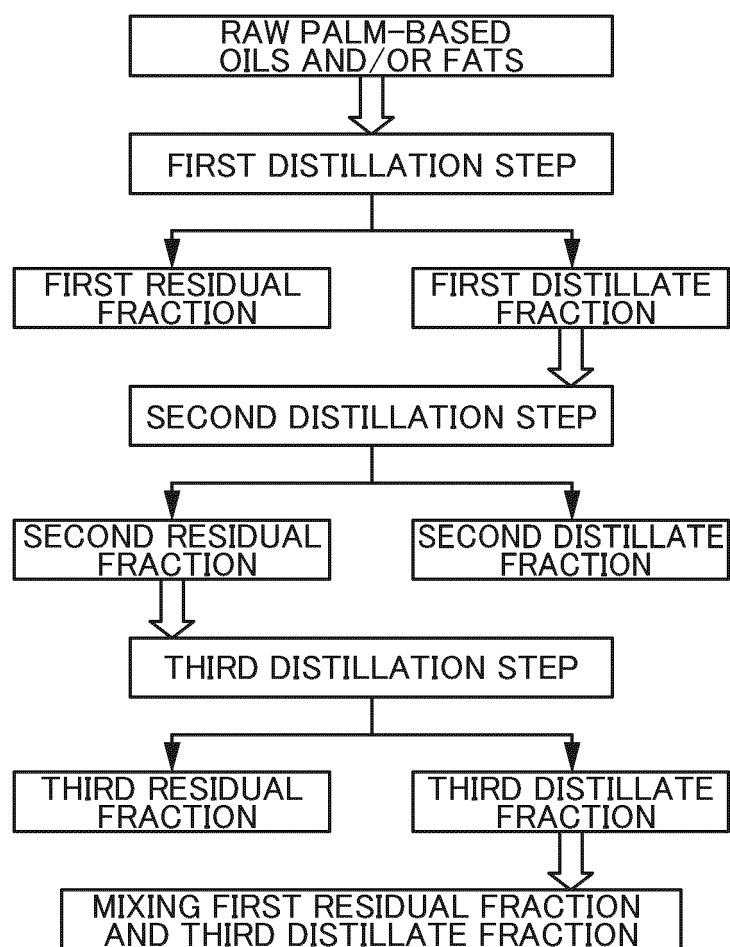 RAW PALM-BASED
OILS AND/OR FATS
FIRST DISTILLATION STEP
FIRST RESIDUAL
FRACTION
FIRST DISTILLATE
FRACTION
SECOND DISTILLATION STEP
SECOND RESIDUAL
FRACTION
SECOND DISTILLATE
FRACTION
THIRD DISTILLATION STEP
THIRD RESIDUAL
FRACTION
THIRD DISTILLATE
FRACTION
MIXING FIRST RESIDUAL FRACTION
AND THIRD DISTILLATE FRACTION